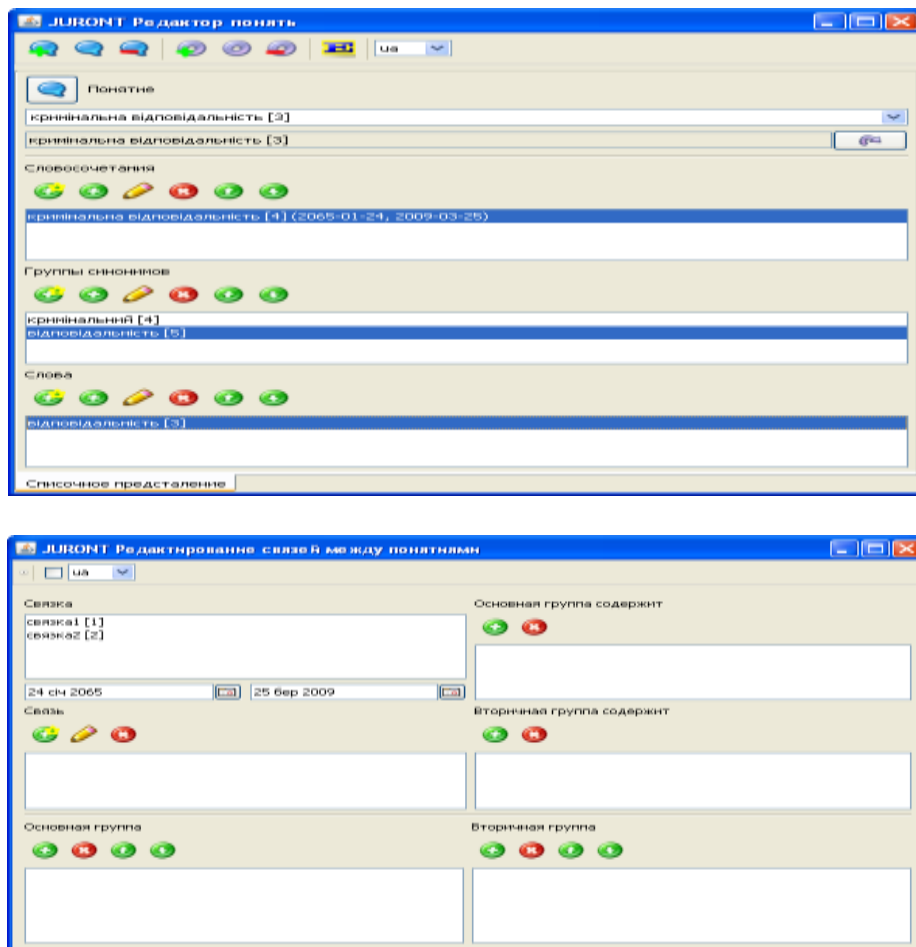 JURONT Редактор понять
ua
Понятие
кримінальна відповідальність [3]
кримінальна відповідальність [3]
Словосочетания
кримінальна відповідальність [4] (2065-01-24, 2009-03-25)
Группы синонимов
кримінальний [4]
відповідальність [5]
Слова
відповідальність [3]
Списочное предсталение
JURONT Редактирование связей между понятиями
ua
Связка
Основная группа содержит
связка1 [1]
связка2 [2]
24 січ 2065
25 бер 2009
Связь
Вторичная группа содержит
Основная группа
Вторичная группа